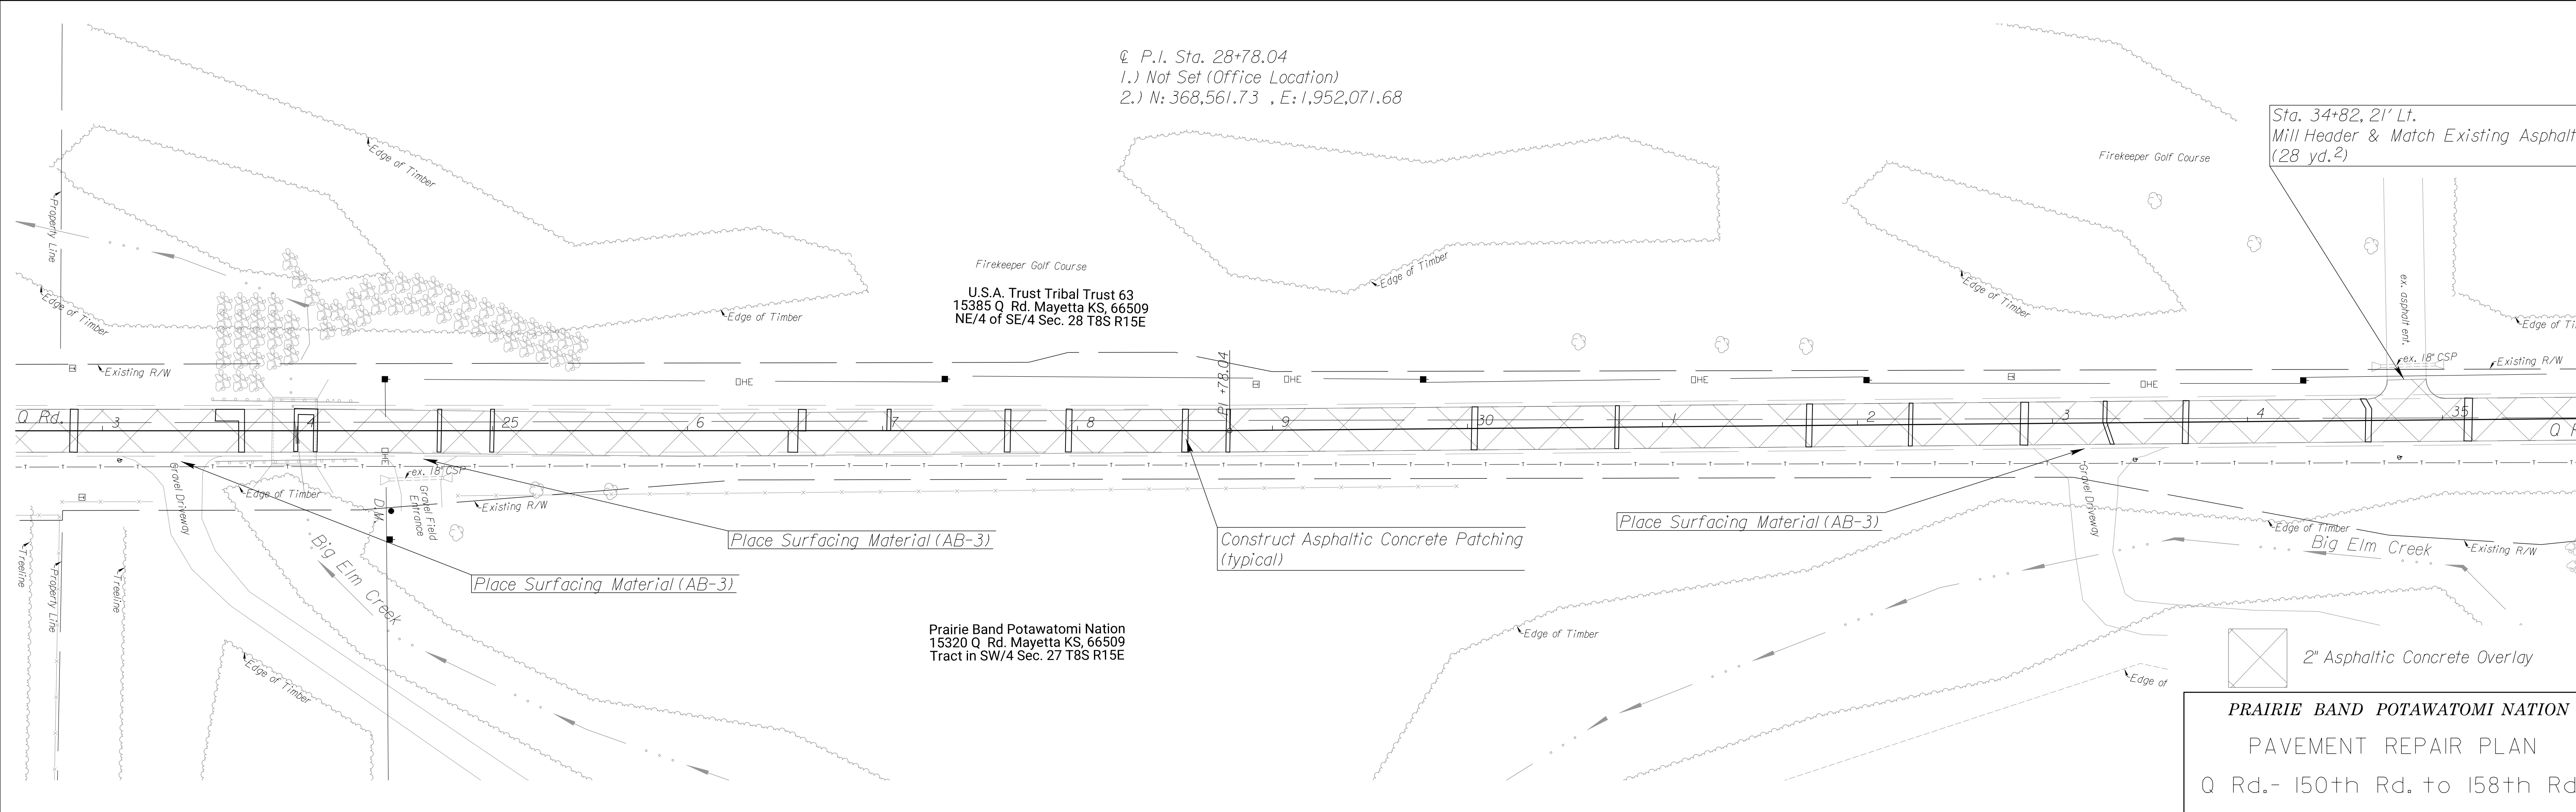 ℄ P.I. Sta. 28+78.04
1.) Not Set (Office Location)
2.) N: 368,561.73 , E: 1,952,071.68
Sta. 34+82, 21' Lt.
Mill Header & Match Existing Asphalt
(28 yd.²)
Firekeeper Golf Course
Edge of Timber
Property Line
Edge of Timber
Edge of Timber
Edge of Timber
Firekeeper Golf Course
U.S.A. Trust Tribal Trust 63
15385 Q Rd. Mayetta KS, 66509
NE/4 of SE/4 Sec. 28 T8S R15E
Edge of Timber
ex. asphalt ent.
Edge of
ex. 18" CSP
Existing R/W
Existing R/W
OHE
OHE
OHE
OHE
PI +78.04
Q Rd.
3
4
25
6
7
8
9
30
1
2
3
4
35
Q
OHE
ex. 18" CSP
Gravel Driveway
Edge of Timber
Gravel Field
Entrance
D.M.
Existing R/W
Gravel Driveway
Place Surfacing Material (AB-3)
Place Surfacing Material (AB-3)
Place Surfacing Material (AB-3)
Construct Asphaltic Concrete Patching
(typical)
Edge of Timber
Big Elm Creek
Existing R/W
Treeline
Property Line
Treeline
Big Elm Creek
Prairie Band Potawatomi Nation
15320 Q Rd. Mayetta KS, 66509
Tract in SW/4 Sec. 27 T8S R15E
Edge of Timber
Edge of Timber
Edge of
2" Asphaltic Concrete Overlay
PRAIRIE BAND POTAWATOMI NATION
PAVEMENT REPAIR PLAN
Q Rd.- 150th Rd. to 158th Rd